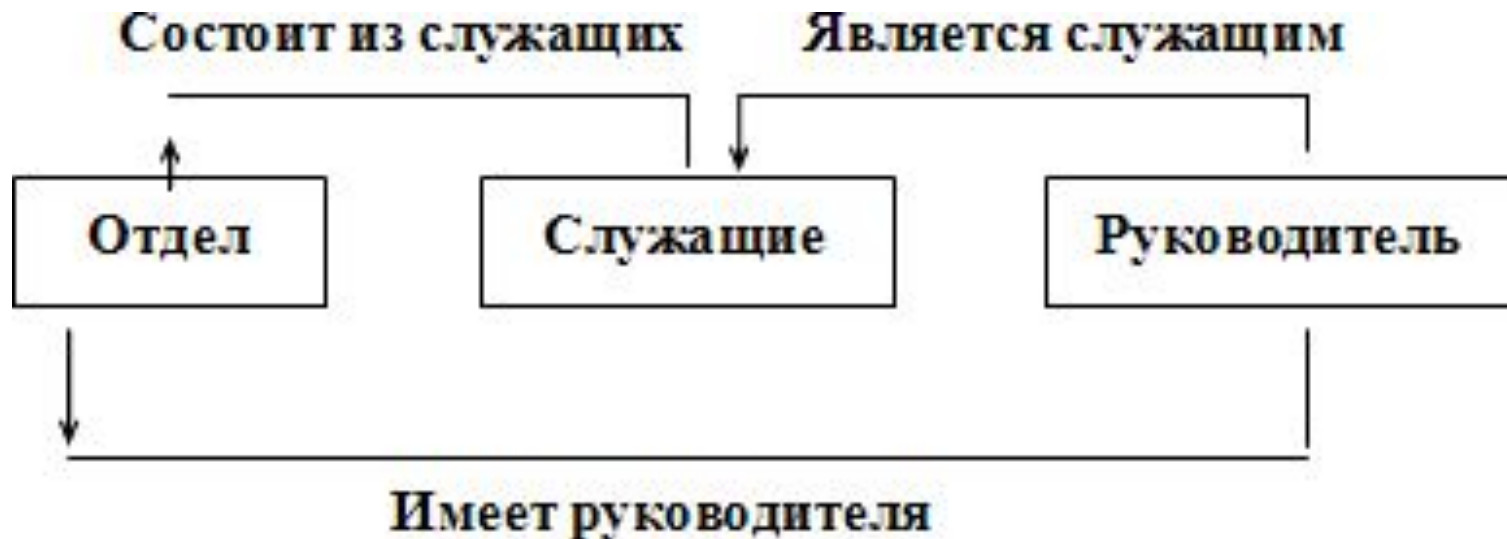 Состоит из служащих Является служащим
Отдел Служащие Руководитель
Имеет руководителя